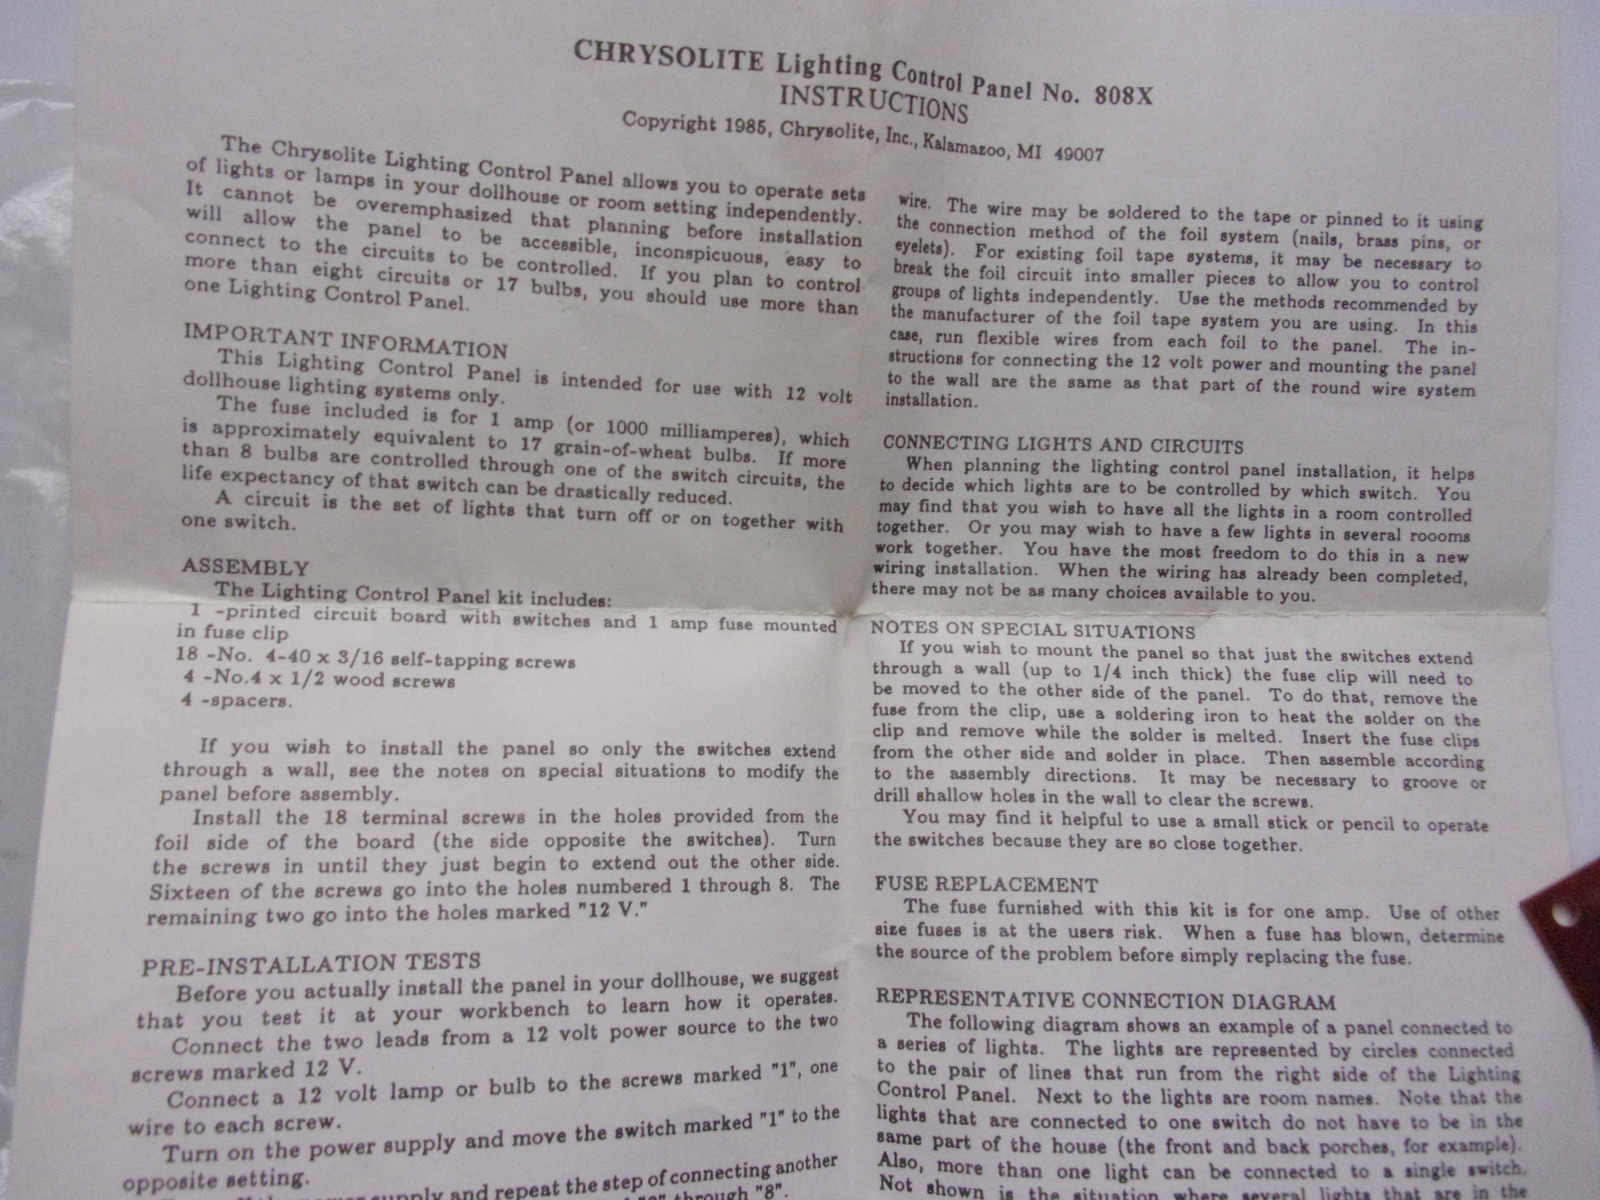 CHRYSOLITE Lighting Control Panel No. 808X
INSTRUCTIONS
Copyright 1985, Chrysolite, Inc., Kalamazoo, MI 49007
The Chrysolite Lighting Control Panel allows you to operate sets
of lights or lamps in your dollhouse or room setting independently.
It cannot be overemphasized that planning before installation
will allow the panel to be accessible, inconspicuous, easy to
connect to the circuits to be controlled. If you plan to control
more than eight circuits or 17 bulbs, you should use more than
one Lighting Control Panel.
IMPORTANT INFORMATION
This Lighting Control Panel is intended for use with 12 volt
dollhouse lighting systems only.
The fuse included is for 1 amp (or 1000 milliamperes), which
is approximately equivalent to 17 grain-of-wheat bulbs. If more
than 8 bulbs are controlled through one of the switch circuits, the
life expectancy of that switch can be drastically reduced.
A circuit is the set of lights that turn off or on together with
one switch.
ASSEMBLY
The Lighting Control Panel kit includes:
1 -printed circuit board with switches and 1 amp fuse mounted
in fuse clip
18 -No. 4-40 x 3/16 self-tapping screws
4 -No.4 x 1/2 wood screws
4 -spacers.
If you wish to install the panel so only the switches extend
through a wall, see the notes on special situations to modify the
panel before assembly.
Install the 18 terminal screws in the holes provided from the
foil side of the board (the side opposite the switches). Turn
the screws in until they just begin to extend out the other side.
Sixteen of the screws go into the holes numbered 1 through 8. The
remaining two go into the holes marked "12 V."
PRE-INSTALLATION TESTS
Before you actually install the panel in your dollhouse, we suggest
that you test it at your workbench to learn how it operates.
Connect the two leads from a 12 volt power source to the two
screws marked 12 V.
Connect a 12 volt lamp or bulb to the screws marked "1", one
wire to each screw.
Turn on the power supply and move the switch marked "1" to the
opposite setting.
supply and repeat the step of connecting another
through "8".
wire. The wire may be soldered to the tape or pinned to it using
the connection method of the foil system (nails, brass pins, or
eyelets). For existing foil tape systems, it may be necessary to
break the foil circuit into smaller pieces to allow you to control
groups of lights independently. Use the methods recommended by
the manufacturer of the foil tape system you are using. In this
case, run flexible wires from each foil to the panel. The in-
structions for connecting the 12 volt power and mounting the panel
to the wall are the same as that part of the round wire system
installation.
CONNECTING LIGHTS AND CIRCUITS
When planning the lighting control panel installation, it helps
to decide which lights are to be controlled by which switch. You
may find that you wish to have all the lights in a room controlled
together. Or you may wish to have a few lights in several roooms
work together. You have the most freedom to do this in a new
wiring installation. When the wiring has already been completed,
there may not be as many choices available to you.
NOTES ON SPECIAL SITUATIONS
If you wish to mount the panel so that just the switches extend
through a wall (up to 1/4 inch thick) the fuse clip will need to
be moved to the other side of the panel. To do that, remove the
fuse from the clip, use a soldering iron to heat the solder on the
clip and remove while the solder is melted. Insert the fuse clips
from the other side and solder in place. Then assemble according
to the assembly directions. It may be necessary to groove or
drill shallow holes in the wall to clear the screws.
You may find it helpful to use a small stick or pencil to operate
the switches because they are so close together.
FUSE REPLACEMENT
The fuse furnished with this kit is for one amp. Use of other
size fuses is at the users risk. When a fuse has blown, determine
the source of the problem before simply replacing the fuse.
REPRESENTATIVE CONNECTION DIAGRAM
The following diagram shows an example of a panel connected to
a series of lights. The lights are represented by circles connected
to the pair of lines that run from the right side of the Lighting
Control Panel. Next to the lights are room names. Note that the
lights that are connected to one switch do not have to be in the
same part of the house (the front and back porches, for example).
Also, more than one light can be connected to a single switch.
Not shown is the situation where several lights that are in the